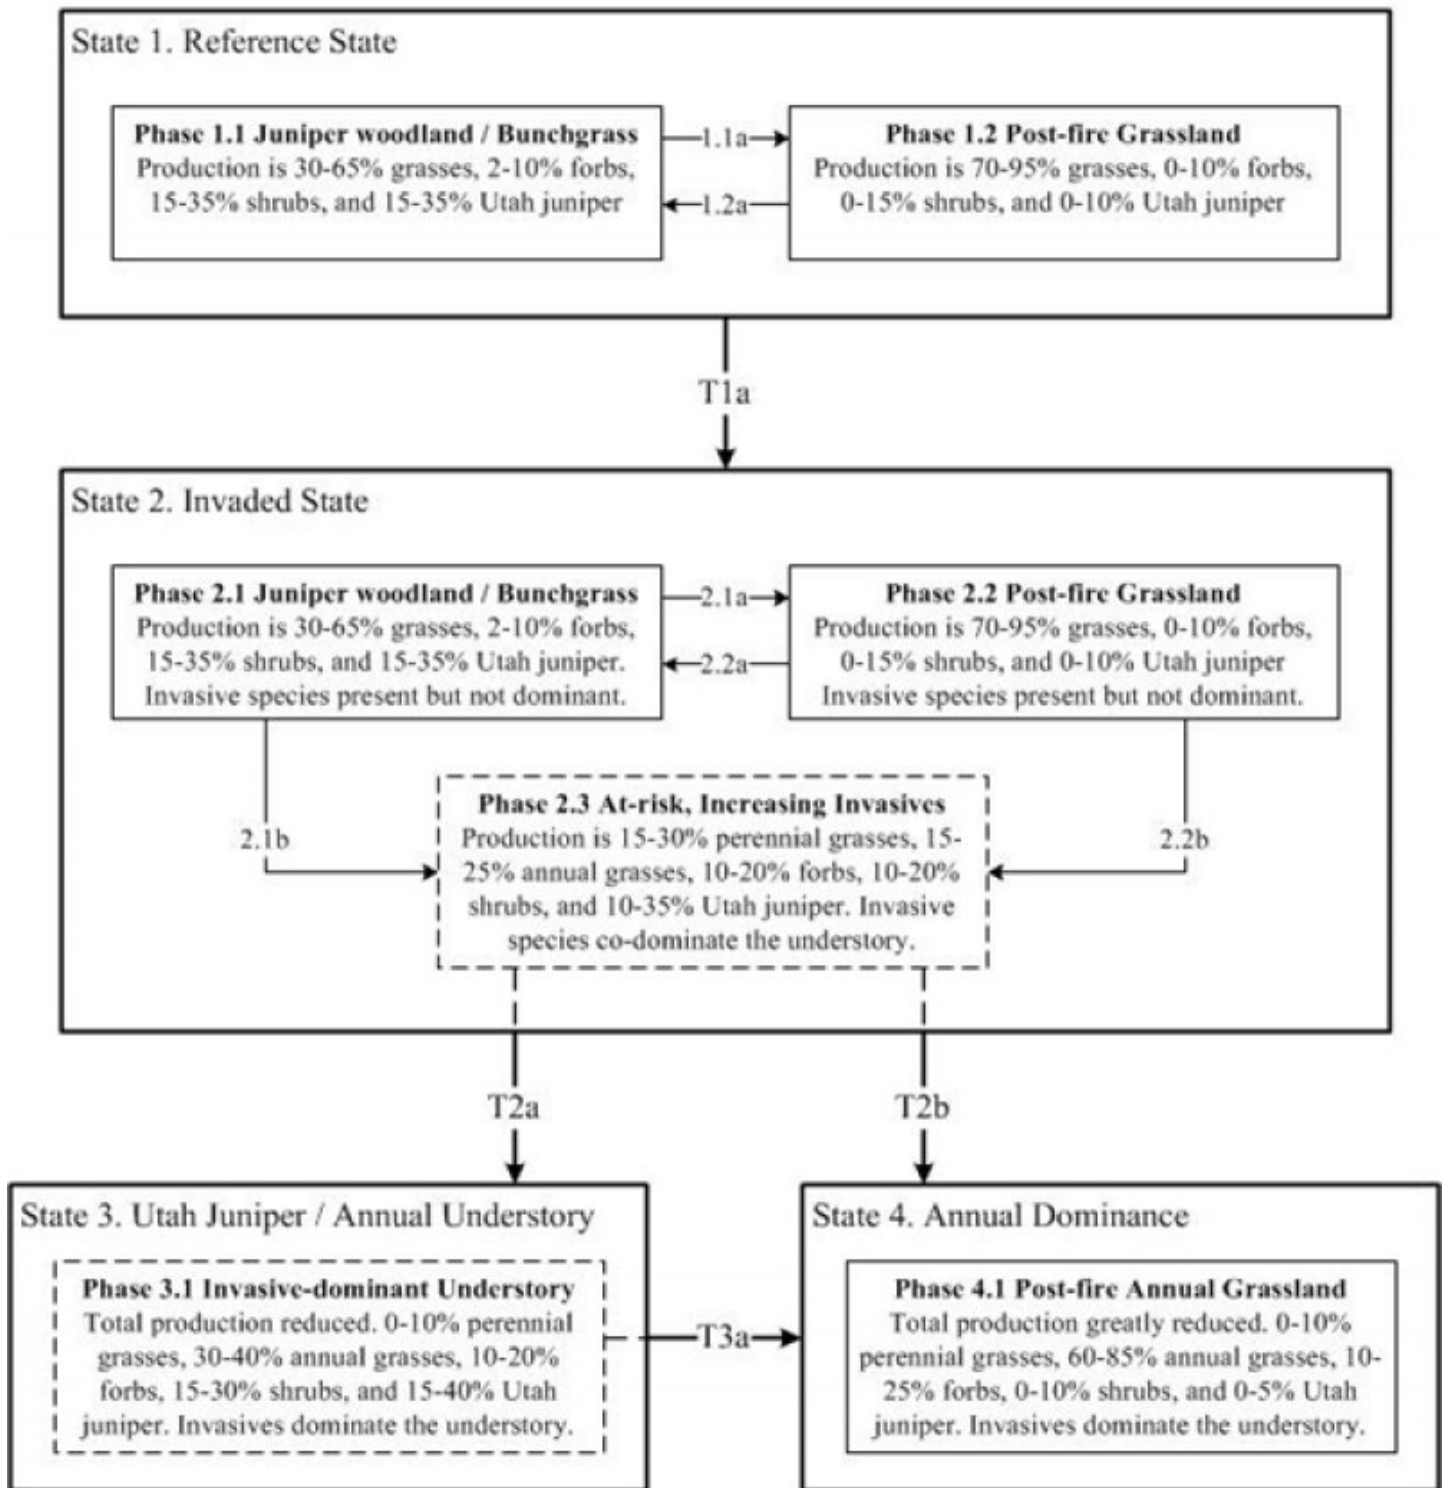 State 1. Reference State
Phase 1.1 Juniper woodland / Bunchgrass
Production is 30-65% grasses, 2-10% forbs,
15-35% shrubs, and 15-35% Utah juniper
1.1a
1.2a
Phase 1.2 Post-fire Grassland
Production is 70-95% grasses, 0-10% forbs,
0-15% shrubs, and 0-10% Utah juniper
T1a
State 2. Invaded State
Phase 2.1 Juniper woodland / Bunchgrass
Production is 30-65% grasses, 2-10% forbs,
15-35% shrubs, and 15-35% Utah juniper.
Invasive species present but not dominant.
2.1a
2.2a
Phase 2.2 Post-fire Grassland
Production is 70-95% grasses, 0-10% forbs,
0-15% shrubs, and 0-10% Utah juniper
Invasive species present but not dominant.
2.1b
Phase 2.3 At-risk, Increasing Invasives
Production is 15-30% perennial grasses, 15-
25% annual grasses, 10-20% forbs, 10-20%
shrubs, and 10-35% Utah juniper. Invasive
species co-dominate the understory.
2.2b
T2a
T2b
State 3. Utah Juniper / Annual Understory
Phase 3.1 Invasive-dominant Understory
Total production reduced. 0-10% perennial
grasses, 30-40% annual grasses, 10-20%
forbs, 15-30% shrubs, and 15-40% Utah
juniper. Invasives dominate the understory.
T3a
State 4. Annual Dominance
Phase 4.1 Post-fire Annual Grassland
Total production greatly reduced. 0-10%
perennial grasses, 60-85% annual grasses, 10-
25% forbs, 0-10% shrubs, and 0-5% Utah
juniper. Invasives dominate the understory.